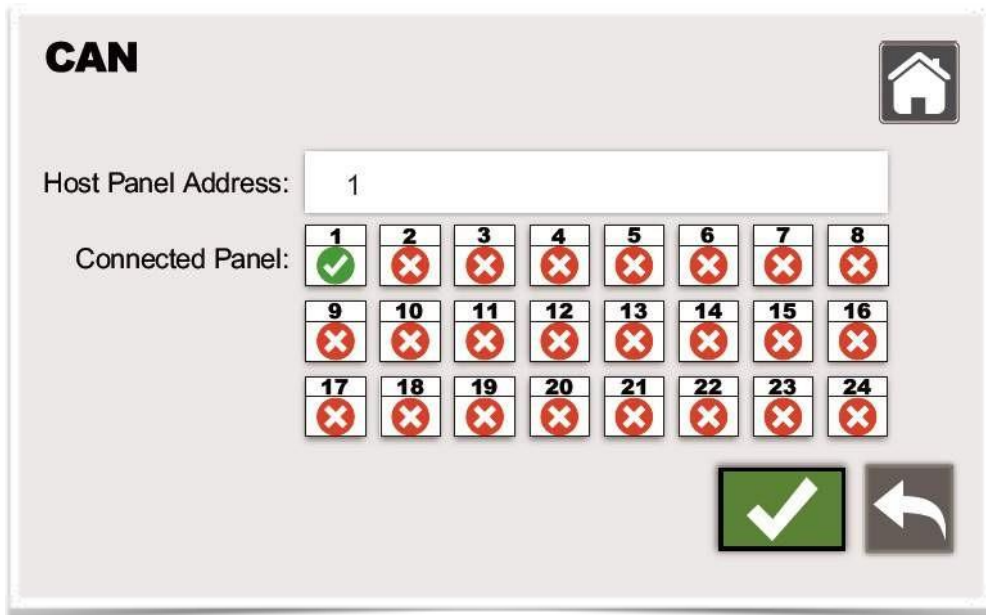 CAN
Host Panel Address: 1
Connected Panel: 1 2 3 4 5 6 7 8
9 10 11 12 13 14 15 16
17 18 19 20 21 22 23 24